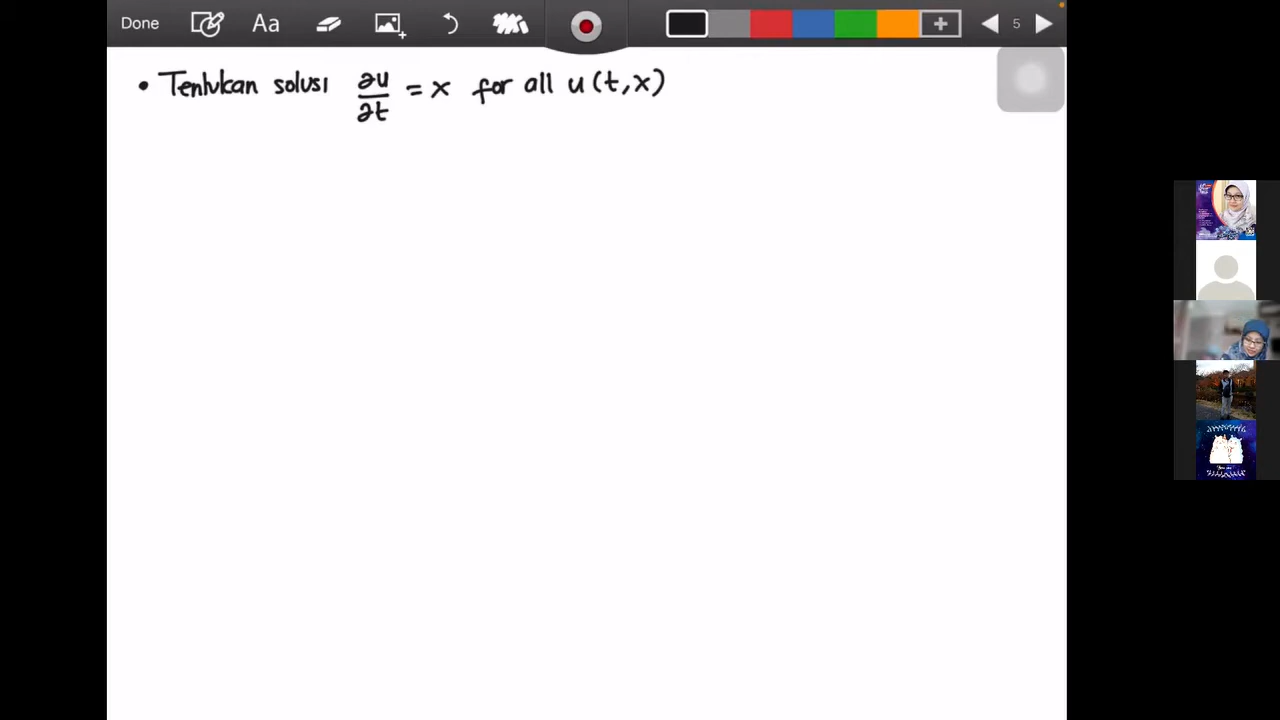 Done Aa 5
• Tentukan solusi ∂u/∂t = x for all u(t,x)